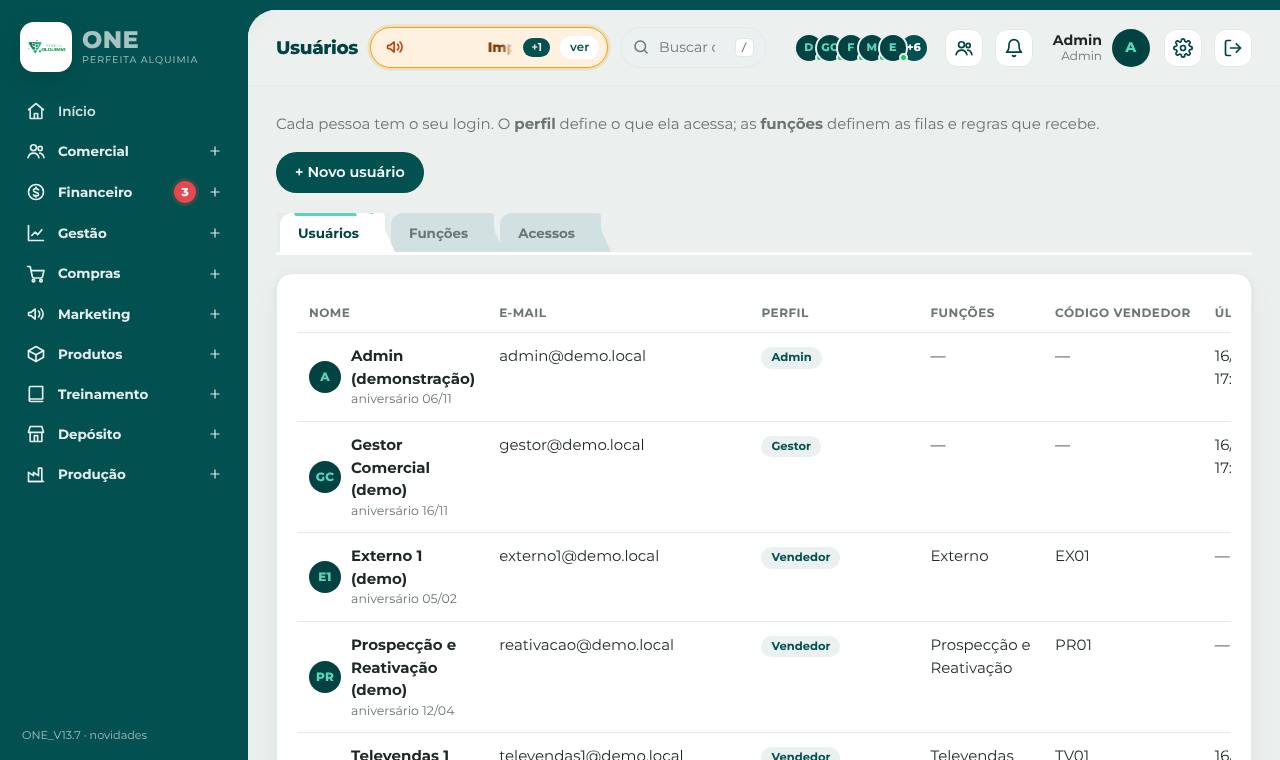 ONE
PERFEITA ALQUIMIA
Início
Comercial +
Financeiro 3 +
Gestão +
Compras +
Marketing +
Produtos +
Treinamento +
Depósito +
Produção +
ONE_V13.7 · novidades
Usuários
+1 ver
Buscar
/
D GC F M E +6
Admin
Admin
A
Cada pessoa tem o seu login. O perfil define o que ela acessa; as funções definem as filas e regras que recebe.
+ Novo usuário
Usuários Funções Acessos
NOME E-MAIL PERFIL FUNÇÕES CÓDIGO VENDEDOR
A Admin (demonstração) admin@demo.local Admin — —
aniversário 06/11
GC Gestor Comercial (demo) gestor@demo.local Gestor — —
aniversário 16/11
E1 Externo 1 (demo) externo1@demo.local Vendedor Externo EX01 —
aniversário 05/02
PR Prospecção e Reativação (demo) reativacao@demo.local Vendedor Prospecção e Reativação PR01 —
aniversário 12/04
Televendas 1 televendas1@demo.local Vendedor Televendas TV01